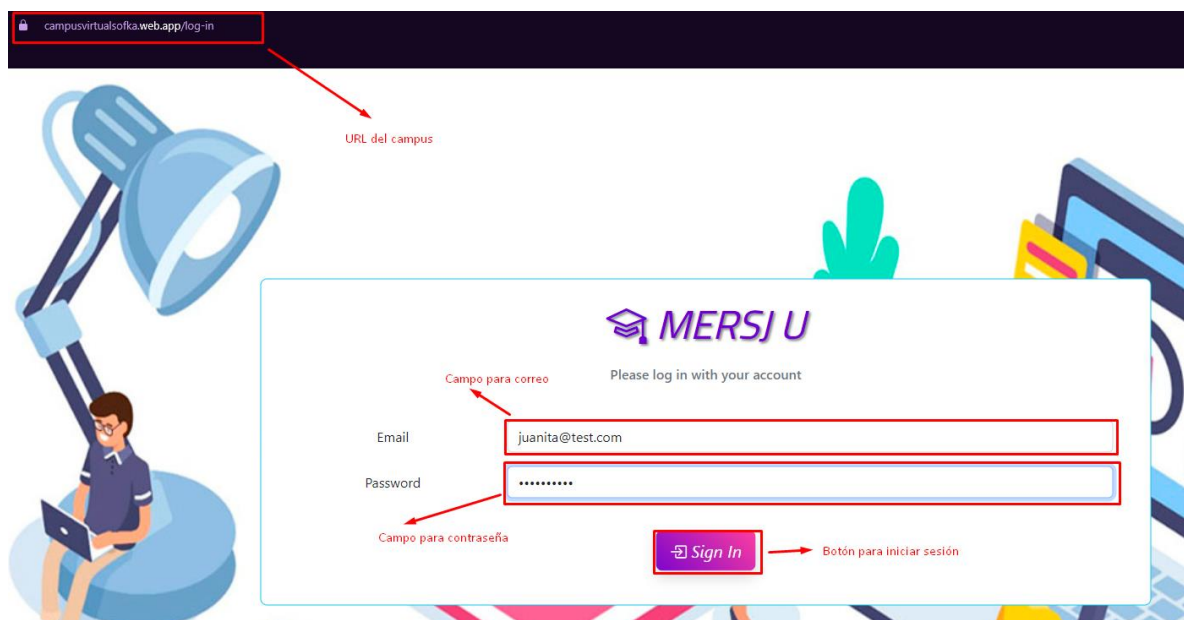 campusvirtualsofka.web.app/log-in
URL del campus
MERSJ U
Please log in with your account
Campo para correo
Email
juanita@test.com
Password
••••••••••
Campo para contraseña
Sign In
Botón para iniciar sesión